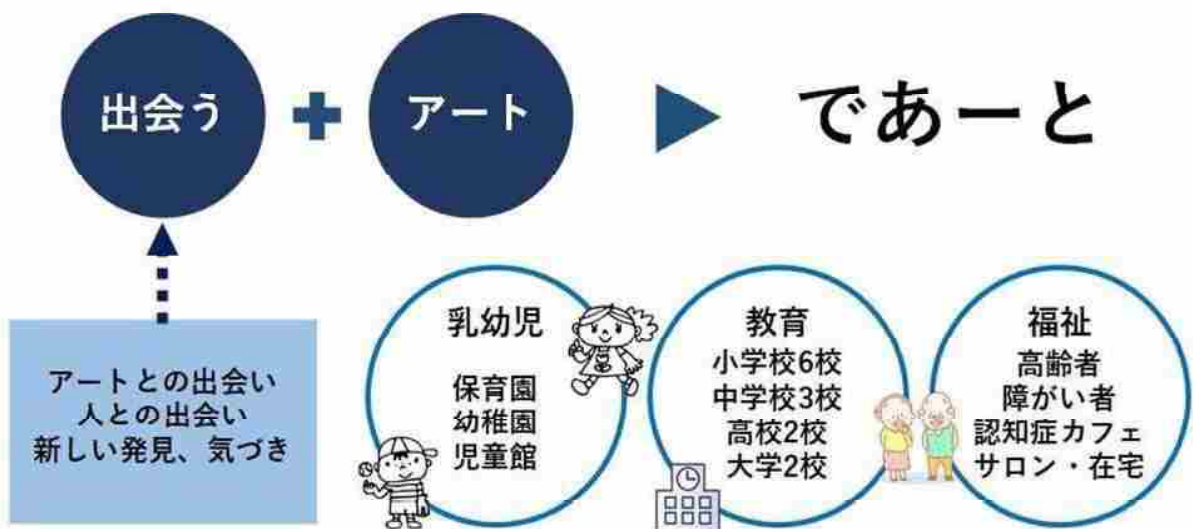 出会う
アート
であーと
アートとの出会い
人との出会い
新しい発見、気づき
乳幼児
保育園
幼稚園
児童館
教育
小学校6校
中学校3校
高校2校
大学2校
福祉
高齢者
障がい者
認知症カフェ
サロン・在宅